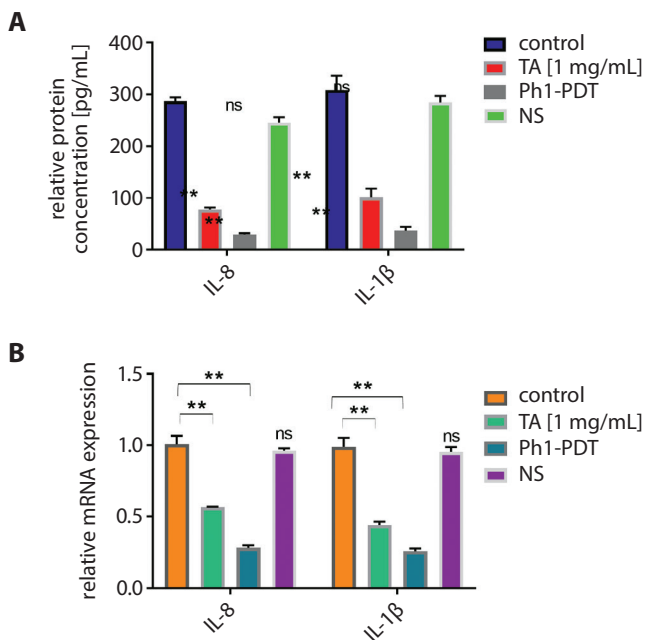 A
relative protein
concentration [pg/mL]
400
300
200
100
0
ns
ns
**
**
**
**
IL-8
IL-1β
control
TA [1 mg/mL]
Ph1-PDT
NS
B
relative mRNA expression
1.5
1.0
0.5
0.0
**
**
ns
**
**
ns
IL-8
IL-1β
control
TA [1 mg/mL]
Ph1-PDT
NS